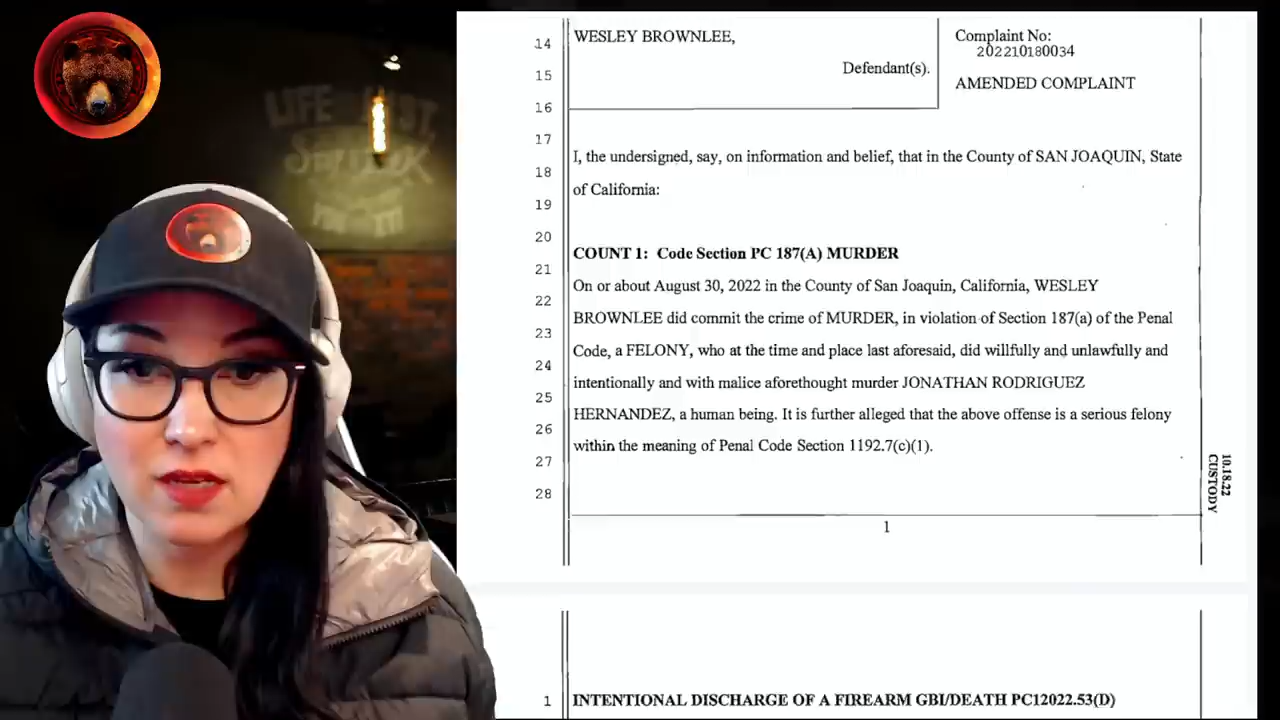 LIFE
WESLEY BROWNLEE,
Complaint No:
202210180034
14
Defendant(s).
15
AMENDED COMPLAINT
16
17
I, the undersigned, say, on information and belief, that in the County of SAN JOAQUIN, State
18
of California:
19
20
COUNT 1: Code Section PC 187(A) MURDER
21
On or about August 30, 2022 in the County of San Joaquin, California, WESLEY
22
BROWNLEE did commit the crime of MURDER, in violation of Section 187(a) of the Penal
23
Code, a FELONY, who at the time and place last aforesaid, did willfully and unlawfully and
24
intentionally and with malice aforethought murder JONATHAN RODRIGUEZ
25
HERNANDEZ, a human being. It is further alleged that the above offense is a serious felony
26
within the meaning of Penal Code Section 1192.7(c)(1).
27
28
10.18.22
CUSTODY
1
1 INTENTIONAL DISCHARGE OF A FIREARM GBI/DEATH PC12022.53(D)